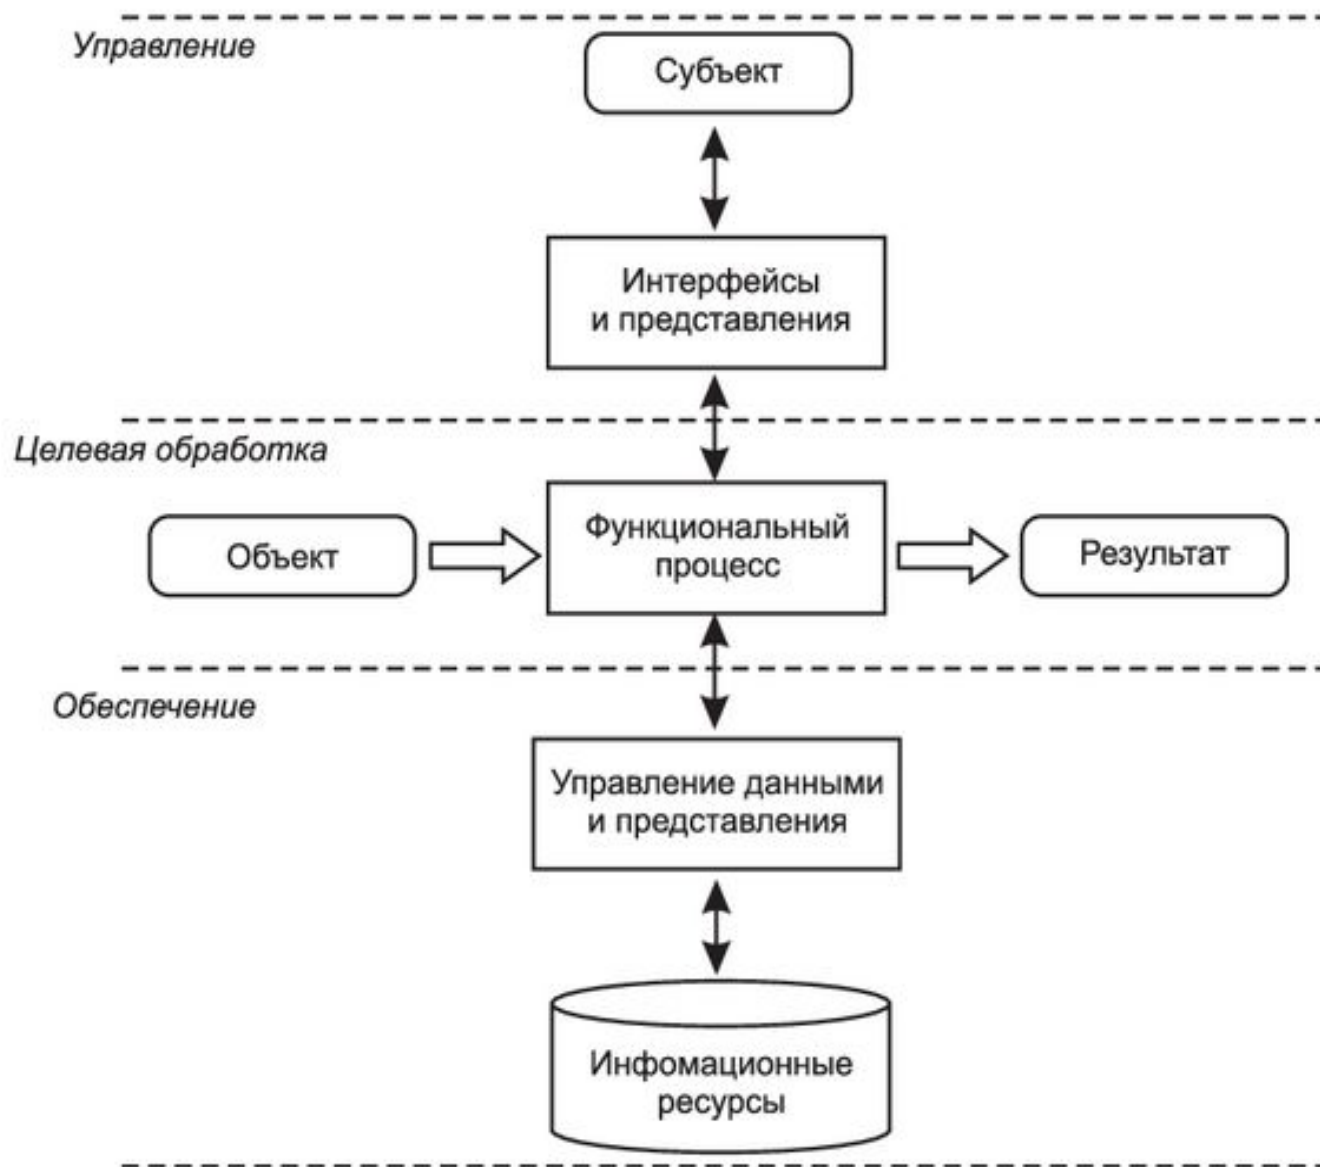 Управление
Субъект
Интерфейсы
и представления
Целевая обработка
Объект
Функциональный
процесс
Результат
Обеспечение
Управление данными
и представления
Инфомационные
ресурсы